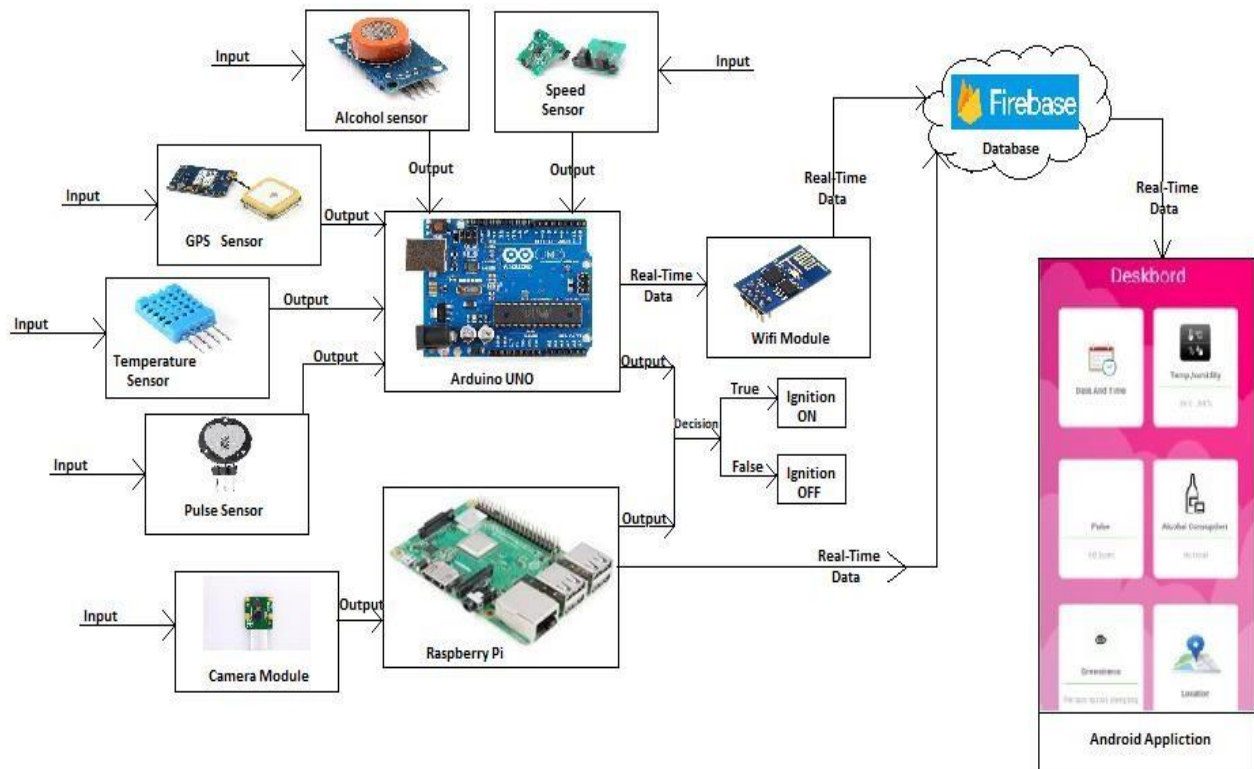 Input
Alcohol sensor
Speed
Sensor
Input
Output
Output
Input
GPS Sensor
Output
Input
Temperature
Sensor
Output
Input
Pulse Sensor
Output
ARDUINO
Arduino UNO
Real-Time
Data
Wifi Module
Real-Time
Data
Firebase
Database
Real-Time
Data
Output
Decision
True
Ignition
ON
False
Ignition
OFF
Input
Camera Module
Output
Raspberry Pi
Output
Real-Time
Data
Deskbord
Date And Time
Pulse
Location
Android Appliction